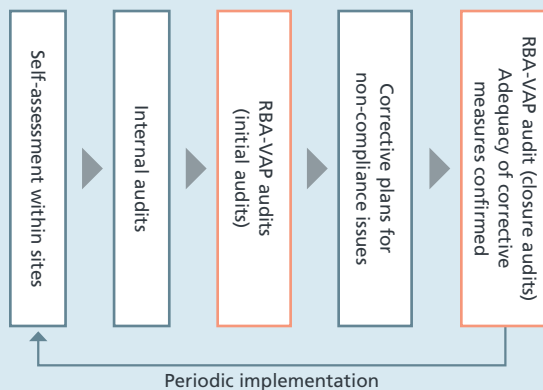 Self-assessment within sites
Internal audits
RBA-VAP audits
(initial audits)
Corrective plans for
non-compliance issues
RBA-VAP audit (closure audits)
Adequacy of corrective
measures confirmed
Periodic implementation